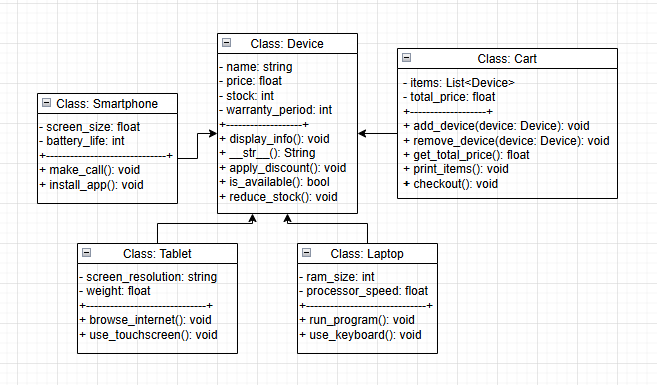 Class: Device
- name: string
- price: float
- stock: int
- warranty_period: int
+-------------------+
+ display_info(): void
+ __str__(): String
+ apply_discount(): void
+ is_available(): bool
+ reduce_stock(): void
Class: Cart
- items: List<Device>
- total_price: float
+-------------------+
+ add_device(device: Device): void
+ remove_device(device: Device): void
+ get_total_price(): float
+ print_items(): void
+ checkout(): void
Class: Smartphone
- screen_size: float
- battery_life: int
+------------------------------+
+ make_call(): void
+ install_app(): void
Class: Tablet
- screen_resolution: string
- weight: float
+------------------------------+
+ browse_internet(): void
+ use_touchscreen(): void
Class: Laptop
- ram_size: int
- processor_speed: float
+------------------------------+
+ run_program(): void
+ use_keyboard(): void